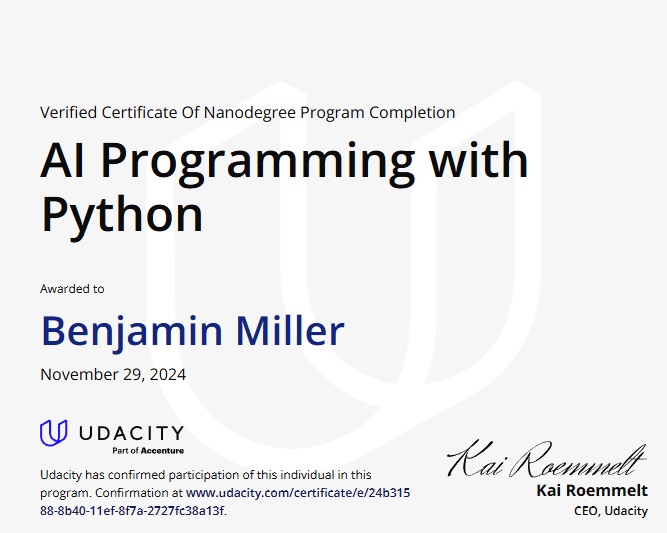 Verified Certificate Of Nanodegree Program Completion
AI Programming with
Python
Awarded to
Benjamin Miller
November 29, 2024
UDACITY
Part of Accenture
Udacity has confirmed participation of this individual in this
program. Confirmation at www.udacity.com/certificate/e/24b315
88-8b40-11ef-8f7a-2727fc38a13f.
Kai Roemmelt
Kai Roemmelt
CEO, Udacity